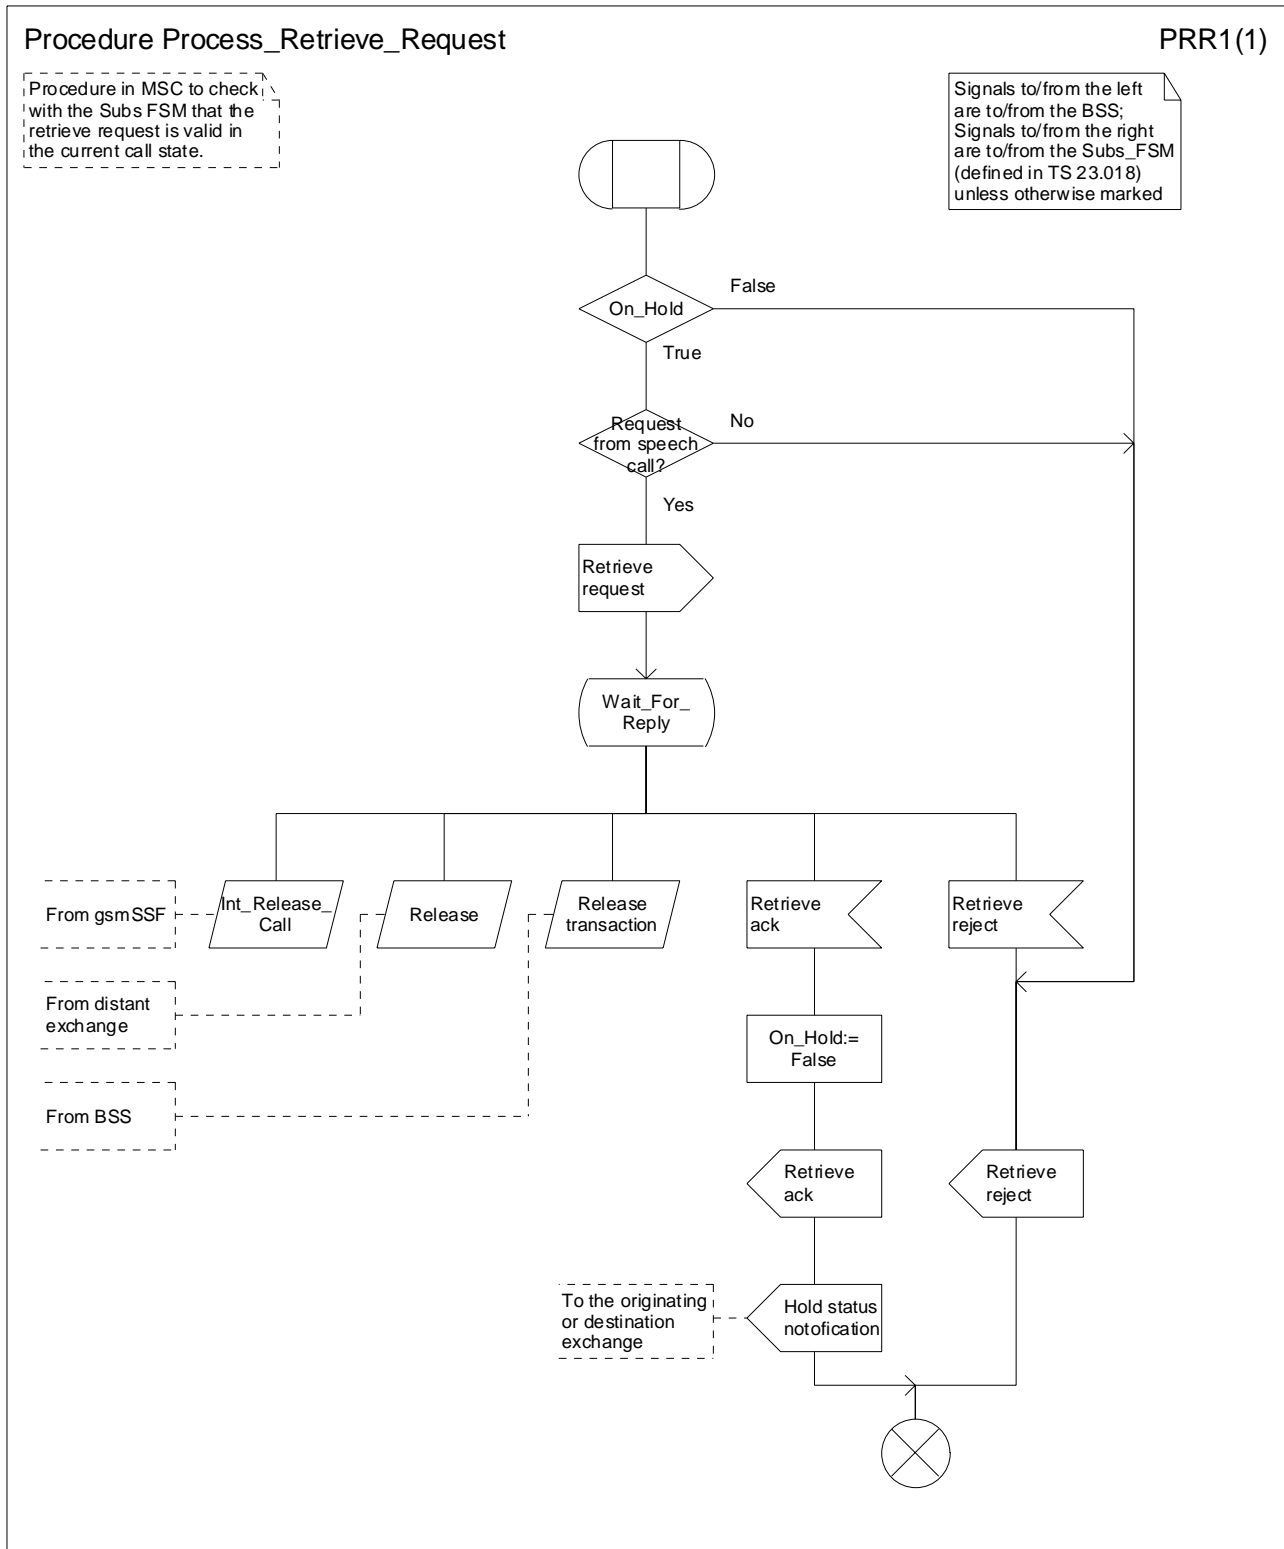 Procedure Process_Retrieve_Request
PRR1(1)
Procedure in MSC to check
with the Subs FSM that the
retrieve request is valid in
the current call state.
Signals to/from the left
are to/from the BSS;
Signals to/from the right
are to/from the Subs_FSM
(defined in TS 23.018)
unless otherwise marked
On_Hold
False
True
Request
from speech
call?
No
Yes
Retrieve
request
Wait_For_
Reply
From gsmSSF
Int_Release_
Call
Release
Release
transaction
Retrieve
ack
Retrieve
reject
From distant
exchange
On_Hold:=
False
From BSS
Retrieve
ack
Retrieve
reject
To the originating
or destination
exchange
Hold status
notofication